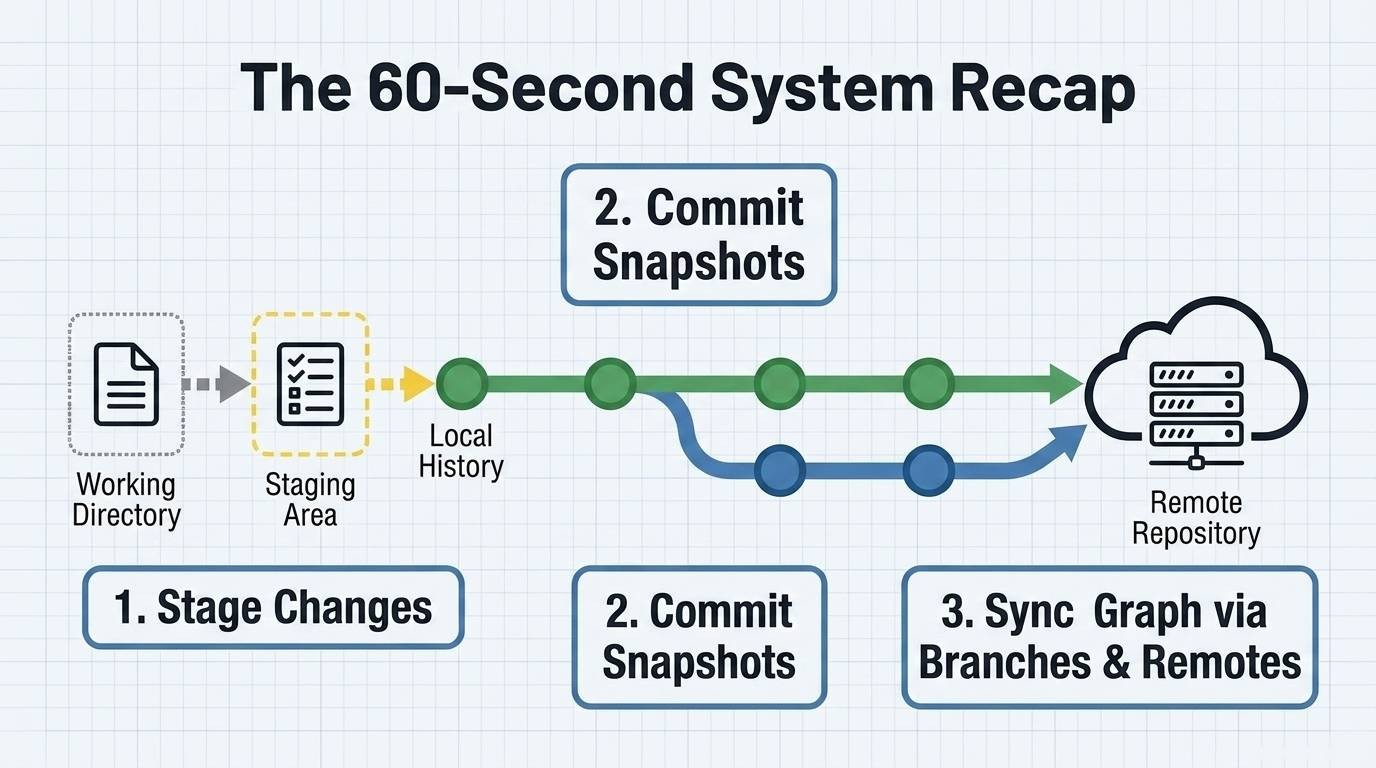 The 60-Second System Recap
2. Commit
Snapshots
Local
History
Working
Directory
Staging
Area
Remote
Repository
1. Stage Changes
2. Commit
Snapshots
3. Sync Graph via
Branches & Remotes